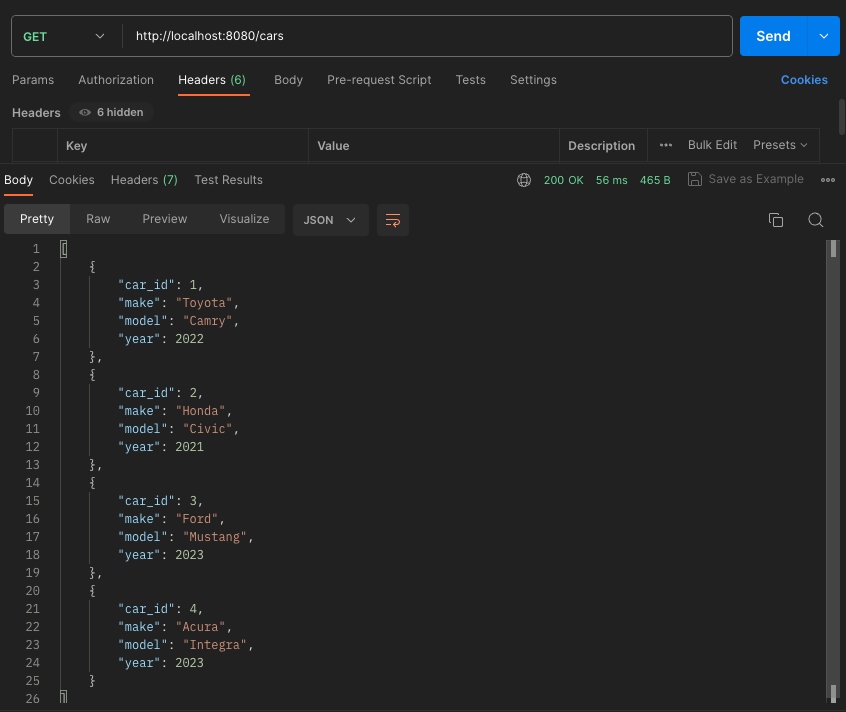 GET http://localhost:8080/cars Send
Params Authorization Headers (6) Body Pre-request Script Tests Settings Cookies
Headers 6 hidden
Key Value Description ••• Bulk Edit Presets
Body Cookies Headers (7) Test Results 200 OK 56 ms 465 B Save as Example
Pretty Raw Preview Visualize JSON
1 [
2 {
3 "car_id": 1,
4 "make": "Toyota",
5 "model": "Camry",
6 "year": 2022
7 },
8 {
9 "car_id": 2,
10 "make": "Honda",
11 "model": "Civic",
12 "year": 2021
13 },
14 {
15 "car_id": 3,
16 "make": "Ford",
17 "model": "Mustang",
18 "year": 2023
19 },
20 {
21 "car_id": 4,
22 "make": "Acura",
23 "model": "Integra",
24 "year": 2023
25 }
26 ]